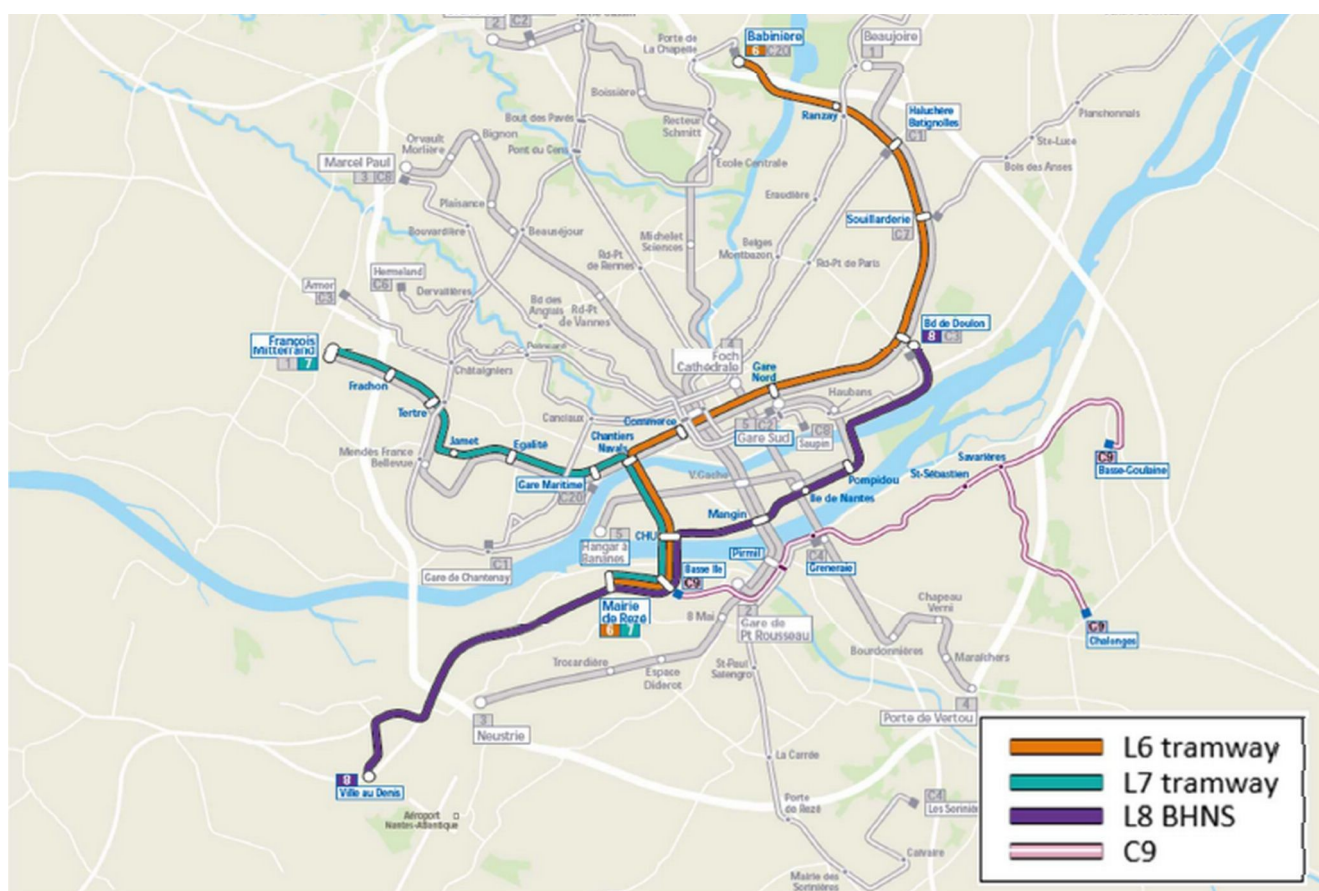 2 C2
Porte de
La Chapelle
Babinière
6 C20
Beaujoire
1
Boissière
Ranzay
Haluchère
Batignolles
C1
Planchonnais
Ste-Luce
Bois des Anses
Bout des Pavés
Recteur
Schmitt
Ecole Centrale
Pont du Cens
Orvault
Morlière
Bignon
Marcel Paul
3 C8
Eraudière
Souillarderie
C7
Plaisance
Bouvardière
Beauséjour
Michelet
Sciences
Belges
Montbazon
Rd-Pt de Paris
Rd-Pt
de Rennes
Hermeland
C6
Armor
C3
Dervallières
Bd des
Anglais
Rd-Pt
de Vannes
Bd de Doulon
8 C3
François
Mitterrand
1 7
Poincaré
4
Foch
Cathédrale
Gare
Nord
Frachon
Châtaigniers
Haubans
Tertre
Canclaux
Commerce
5 C2
Gare Sud
C8
Saupin
Jamet
Egalité
Chantiers
Navals
Mendès France
Bellevue
Gare Maritime
C20
V.Gache
Pompidou
Ile de Nantes
Savarières
St-Sébastien
C9
Basse-Goulaine
Mangin
CHU
5
Hangar à
Bananes
C1
Gare de Chantenay
Pirmil
C4
Greneraie
Basse Ile
C9
Mairie
de Rezé
6 7
8 Mai
2
Gare de
Pt Rousseau
Chapeau
Verni
Bourdonnières
Maraîchers
C9
Chalonges
Trocardière
Espace
Diderot
St-Paul
Salengro
3
Neustrie
4
Porte de Vertou
La Carrée
8
Ville au Denis
Aéroport
Nantes-Atlantique
Porte
de Rezé
C4
Les Sorinières
Calvaire
Mairie des
Sorinières
L6 tramway
L7 tramway
L8 BHNS
C9